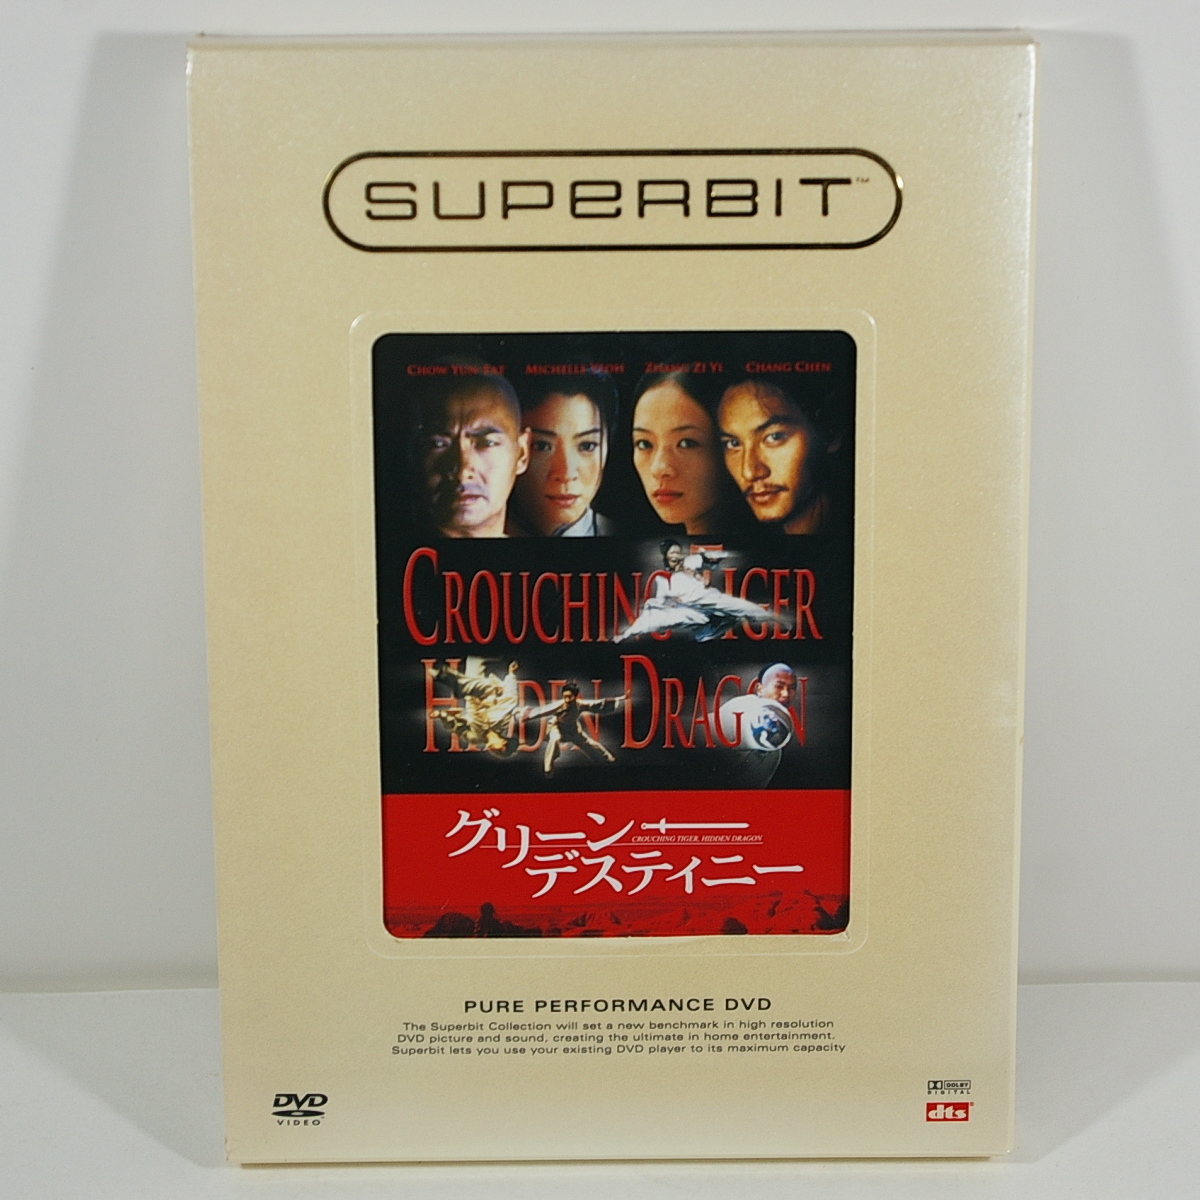 SUPERBIT™
CHOW YUN FAT MICHELLE YEOH ZHANG ZI YI CHANG CHEN
CROUCHING TIGER
HIDDEN DRAGON
グリーン
CROUCHING TIGER, HIDDEN DRAGON
デスティニー
PURE PERFORMANCE DVD
The Superbit Collection will set a new benchmark in high resolution
DVD picture and sound, creating the ultimate in home entertainment.
Superbit lets you use your existing DVD player to its maximum capacity
DVD
VIDEO
DOLBY
DIGITAL
dts